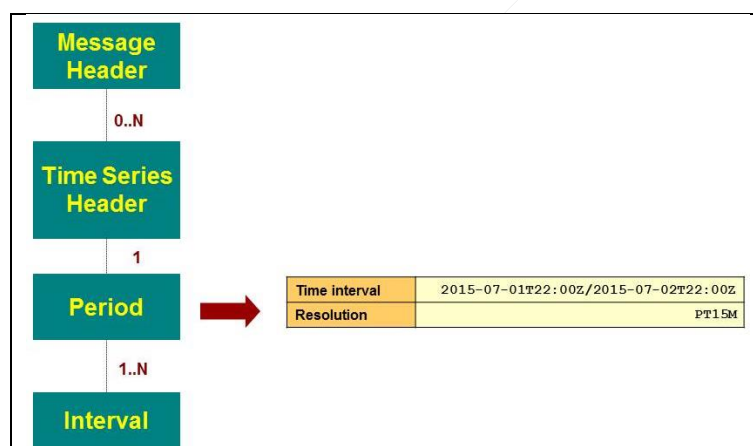 Message
Header
0..N
Time Series
Header
1
Period
Time interval 2015-07-01T22:00Z/2015-07-02T22:00Z
Resolution PT15M
1..N
Interval